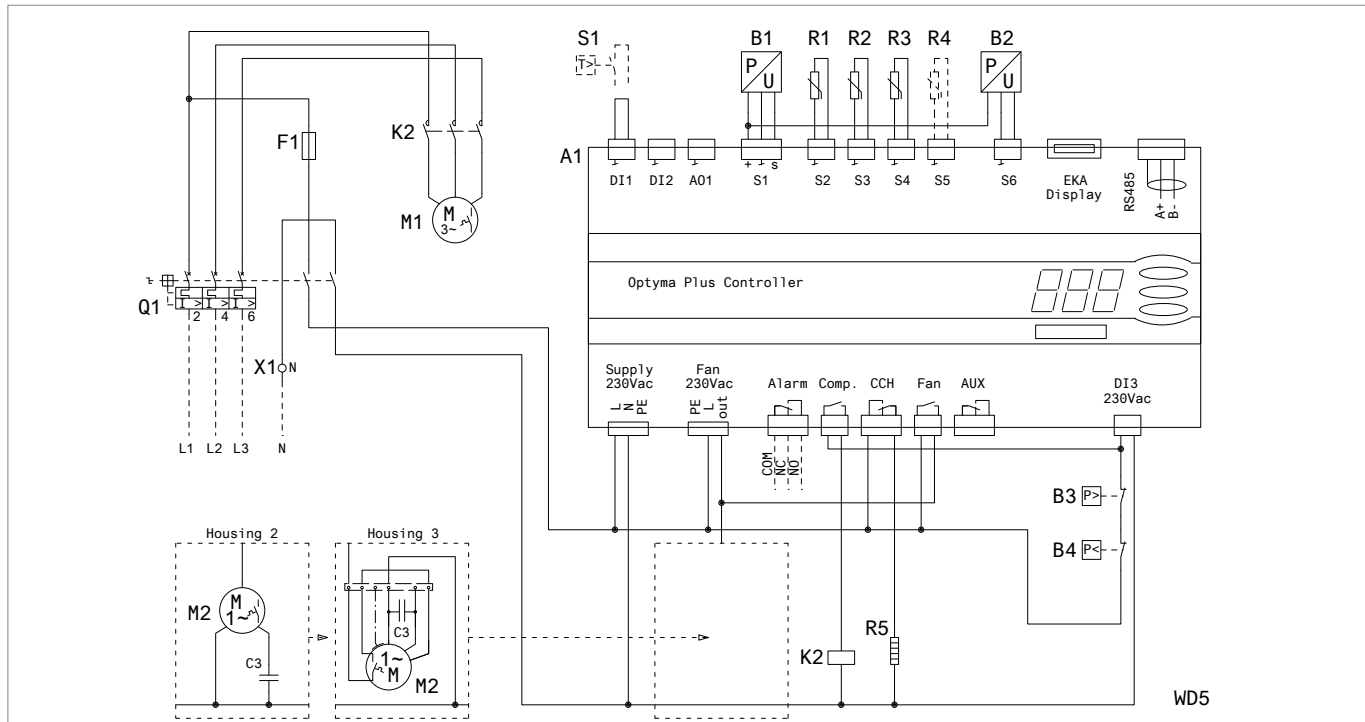 S1
B1
R1
R2
R3
R4
B2
T>
P
U
P
U
F1
K2
A1
+
S
DI1
DI2
AO1
S1
S2
S3
S4
S5
S6
EKA
Display
RS485
A+
B-
M1
M
3~
Optyma Plus Controller
Q1
I >
I >
I >
2
4
6
X1
N
L1
L2
L3
N
Supply
230Vac
L
N
PE
Fan
230Vac
PE
L
out
Alarm
Comp.
CCH
Fan
AUX
DI3
230Vac
COM
NC
NO
B3
P>
B4
P<
Housing 2
M2
M
1~
C3
Housing 3
C3
1~
M
M2
K2
R5
WD5